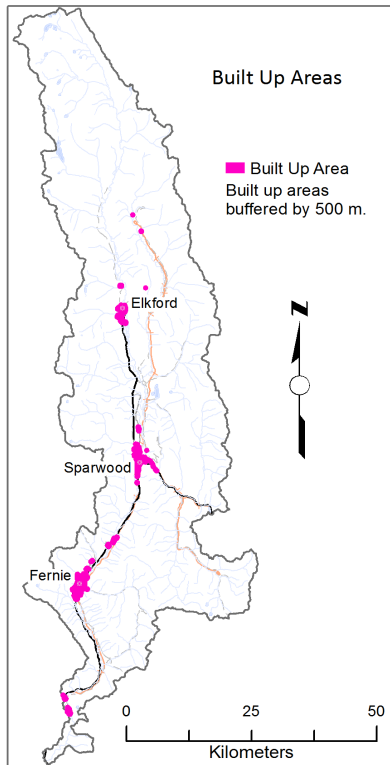 Built Up Areas
Built Up Area
Built up areas
buffered by 500 m.
N
Elkford
Sparwood
Fernie
0 25 50
Kilometers